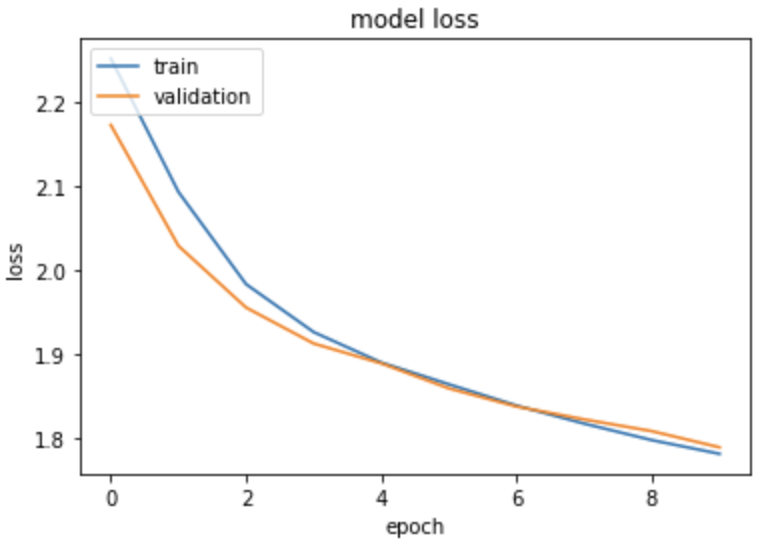 model loss
train
validation
2.2
2.1
2.0
1.9
1.8
loss
0 2 4 6 8
epoch